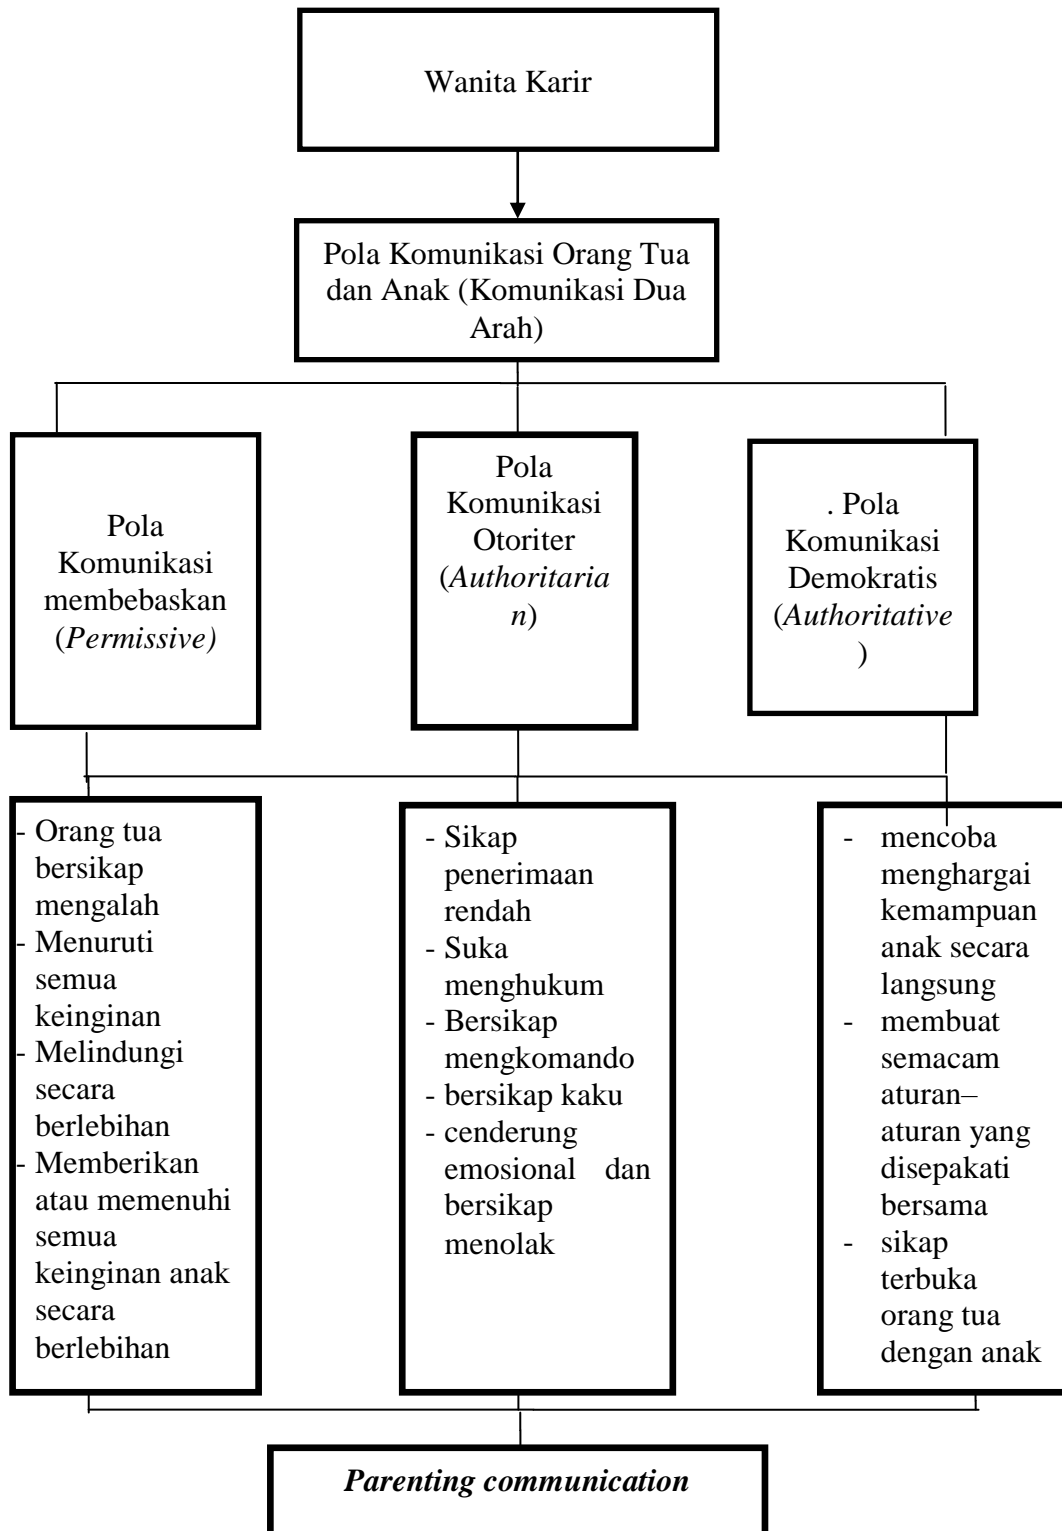 Wanita Karir
Pola Komunikasi Orang Tua
dan Anak (Komunikasi Dua
Arah)
Pola
Komunikasi
membebaskan
(Permissive)
Pola
Komunikasi
Otoriter
(Authoritaria
n)
. Pola
Komunikasi
Demokratis
(Authoritative
)
- Orang tua
bersikap
mengalah
- Menuruti
semua
keinginan
- Melindungi
secara
berlebihan
- Memberikan
atau memenuhi
semua
keinginan anak
secara
berlebihan
- Sikap
penerimaan
rendah
- Suka
menghukum
- Bersikap
mengkomando
- bersikap kaku
- cenderung
emosional dan
bersikap
menolak
- mencoba
menghargai
kemampuan
anak secara
langsung
- membuat
semacam
aturan–
aturan yang
disepakati
bersama
- sikap
terbuka
orang tua
dengan anak
Parenting communication